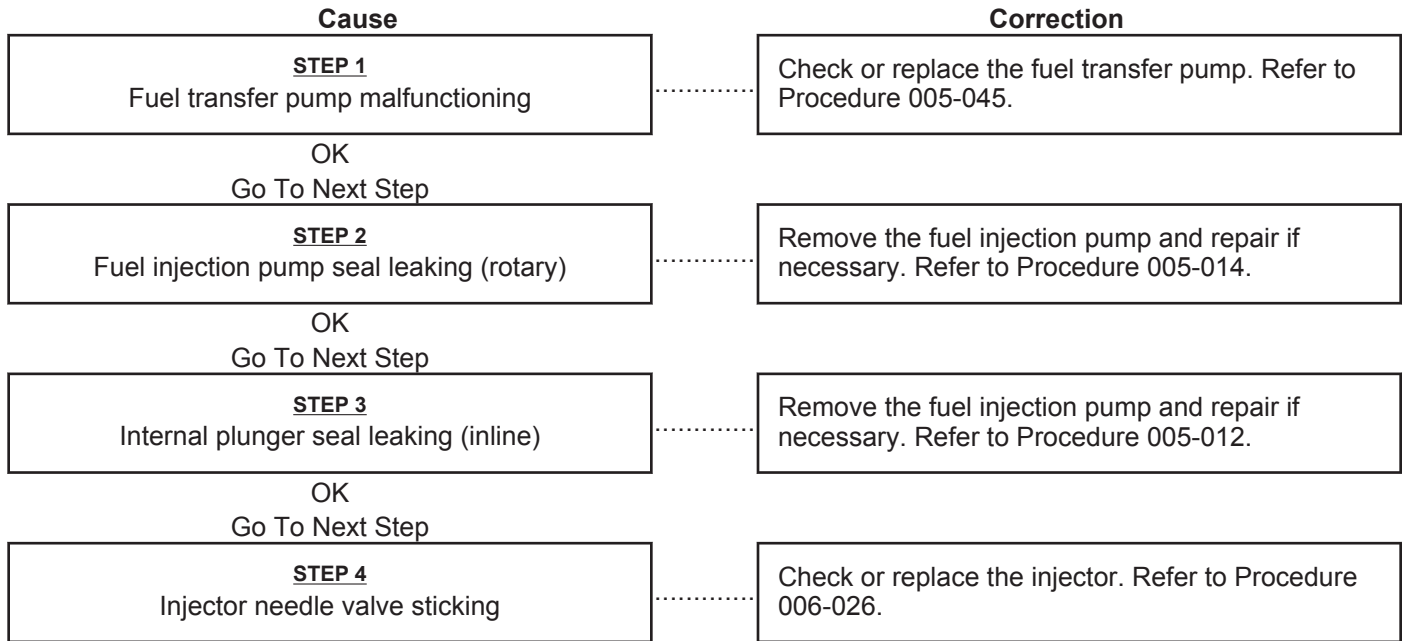 Cause
Correction
STEP 1
Fuel transfer pump malfunctioning
Check or replace the fuel transfer pump. Refer to
Procedure 005-045.
OK
Go To Next Step
STEP 2
Fuel injection pump seal leaking (rotary)
Remove the fuel injection pump and repair if
necessary. Refer to Procedure 005-014.
OK
Go To Next Step
STEP 3
Internal plunger seal leaking (inline)
Remove the fuel injection pump and repair if
necessary. Refer to Procedure 005-012.
OK
Go To Next Step
STEP 4
Injector needle valve sticking
Check or replace the injector. Refer to Procedure
006-026.